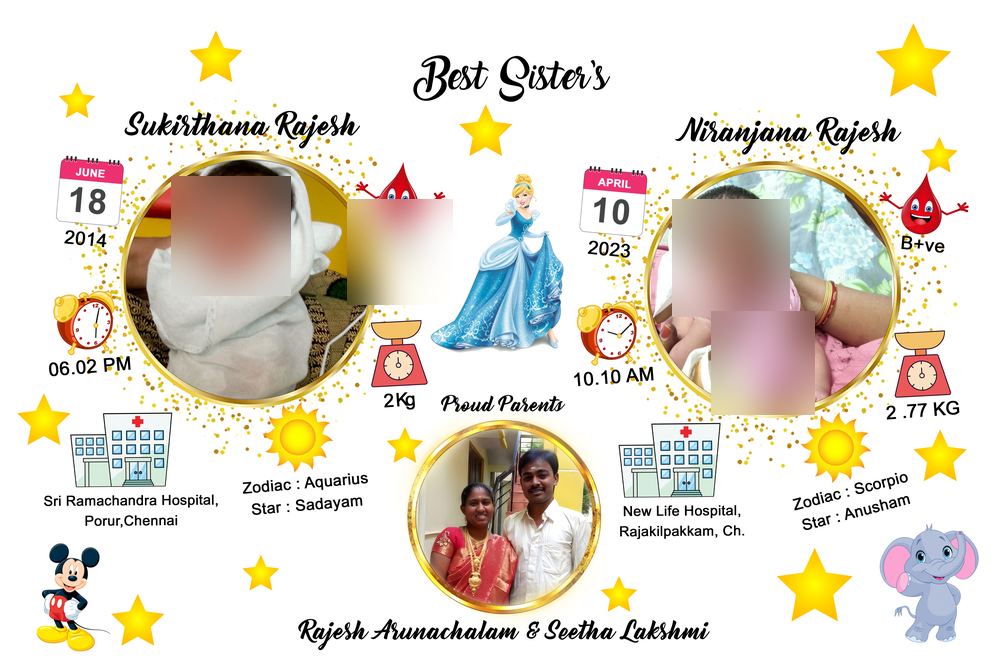 Best Sister's
Sukirthana Rajesh
JUNE
18
2014
06.02 PM
2Kg
Sri Ramachandra Hospital,
Porur,Chennai
Zodiac : Aquarius
Star : Sadayam
Niranjana Rajesh
APRIL
10
2023
B+ve
10.10 AM
2 .77 KG
New Life Hospital,
Rajakilpakkam, Ch.
Zodiac : Scorpio
Star : Anusham
Proud Parents
Rajesh Arunachalam & Seetha Lakshmi